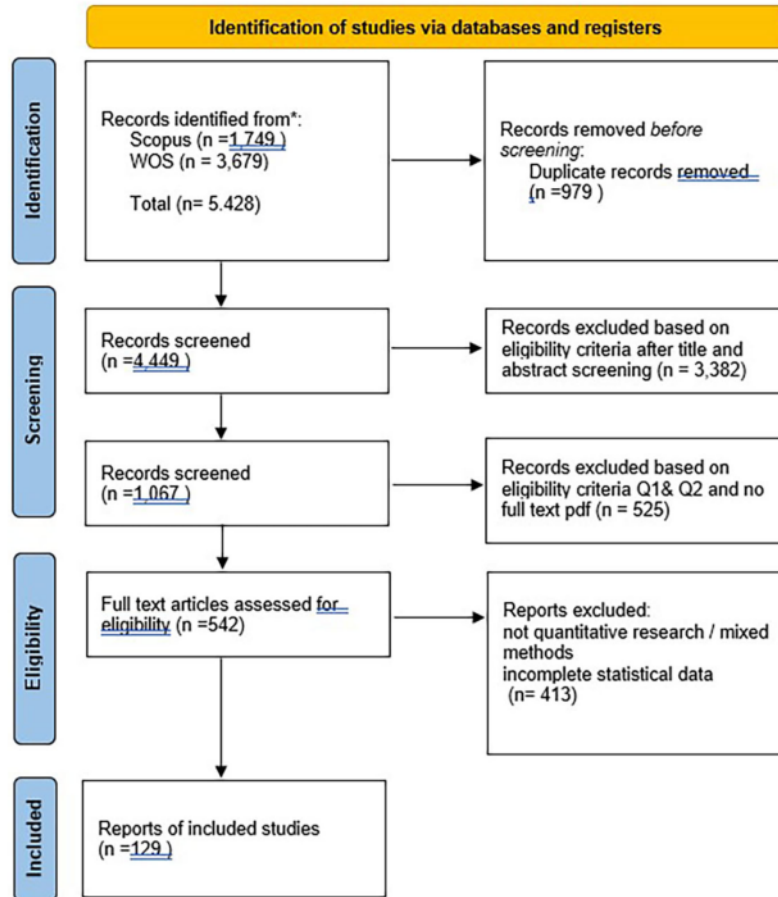 Identification of studies via databases and registers
Identification
Records identified from*:
Scopus (n =1,749 )
WOS (n = 3,679)
Total (n= 5.428)
Records removed before
screening:
Duplicate records removed
(n =979 )
Screening
Records screened
(n =4,449 )
Records excluded based on
eligibility criteria after title and
abstract screening (n = 3,382)
Records screened
(n =1,067 )
Records excluded based on
eligibility criteria Q1& Q2 and no
full text pdf (n = 525)
Eligibility
Full text articles assessed for
eligibility (n =542)
Reports excluded:
not quantitative research / mixed
methods
incomplete statistical data
(n= 413)
Included
Reports of included studies
(n =129 )